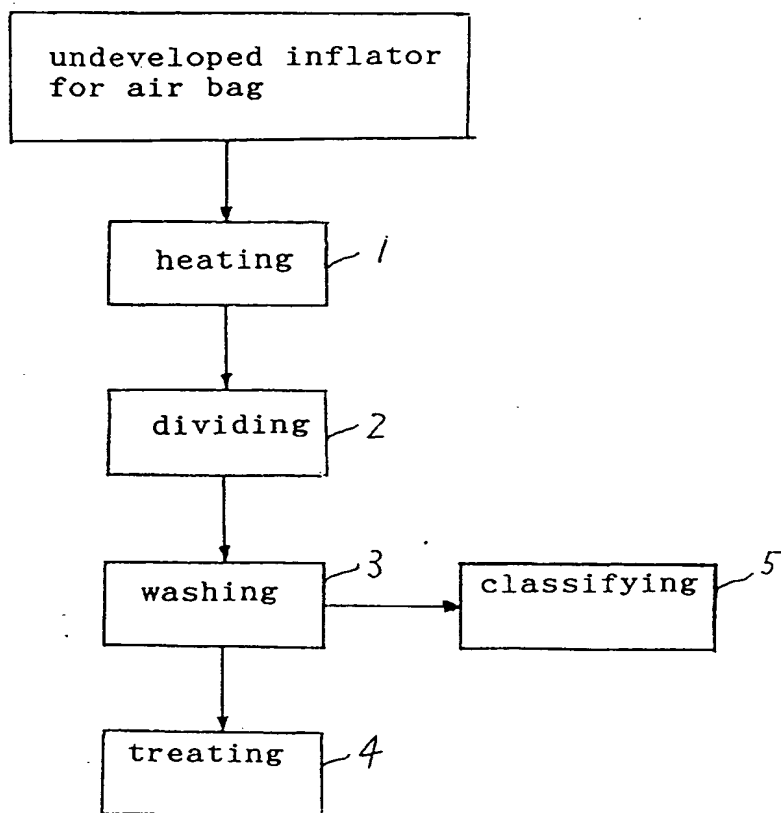 undeveloped inflator
for air bag
heating
1
dividing
2
washing
3
classifying
5
treating
4